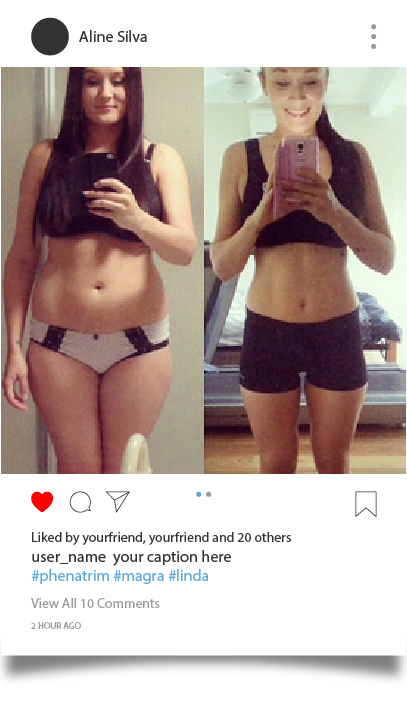 Aline Silva
Liked by yourfriend, yourfriend and 20 others
user_name your caption here
#phenatrim #magra #linda
View All 10 Comments
2 HOUR AGO